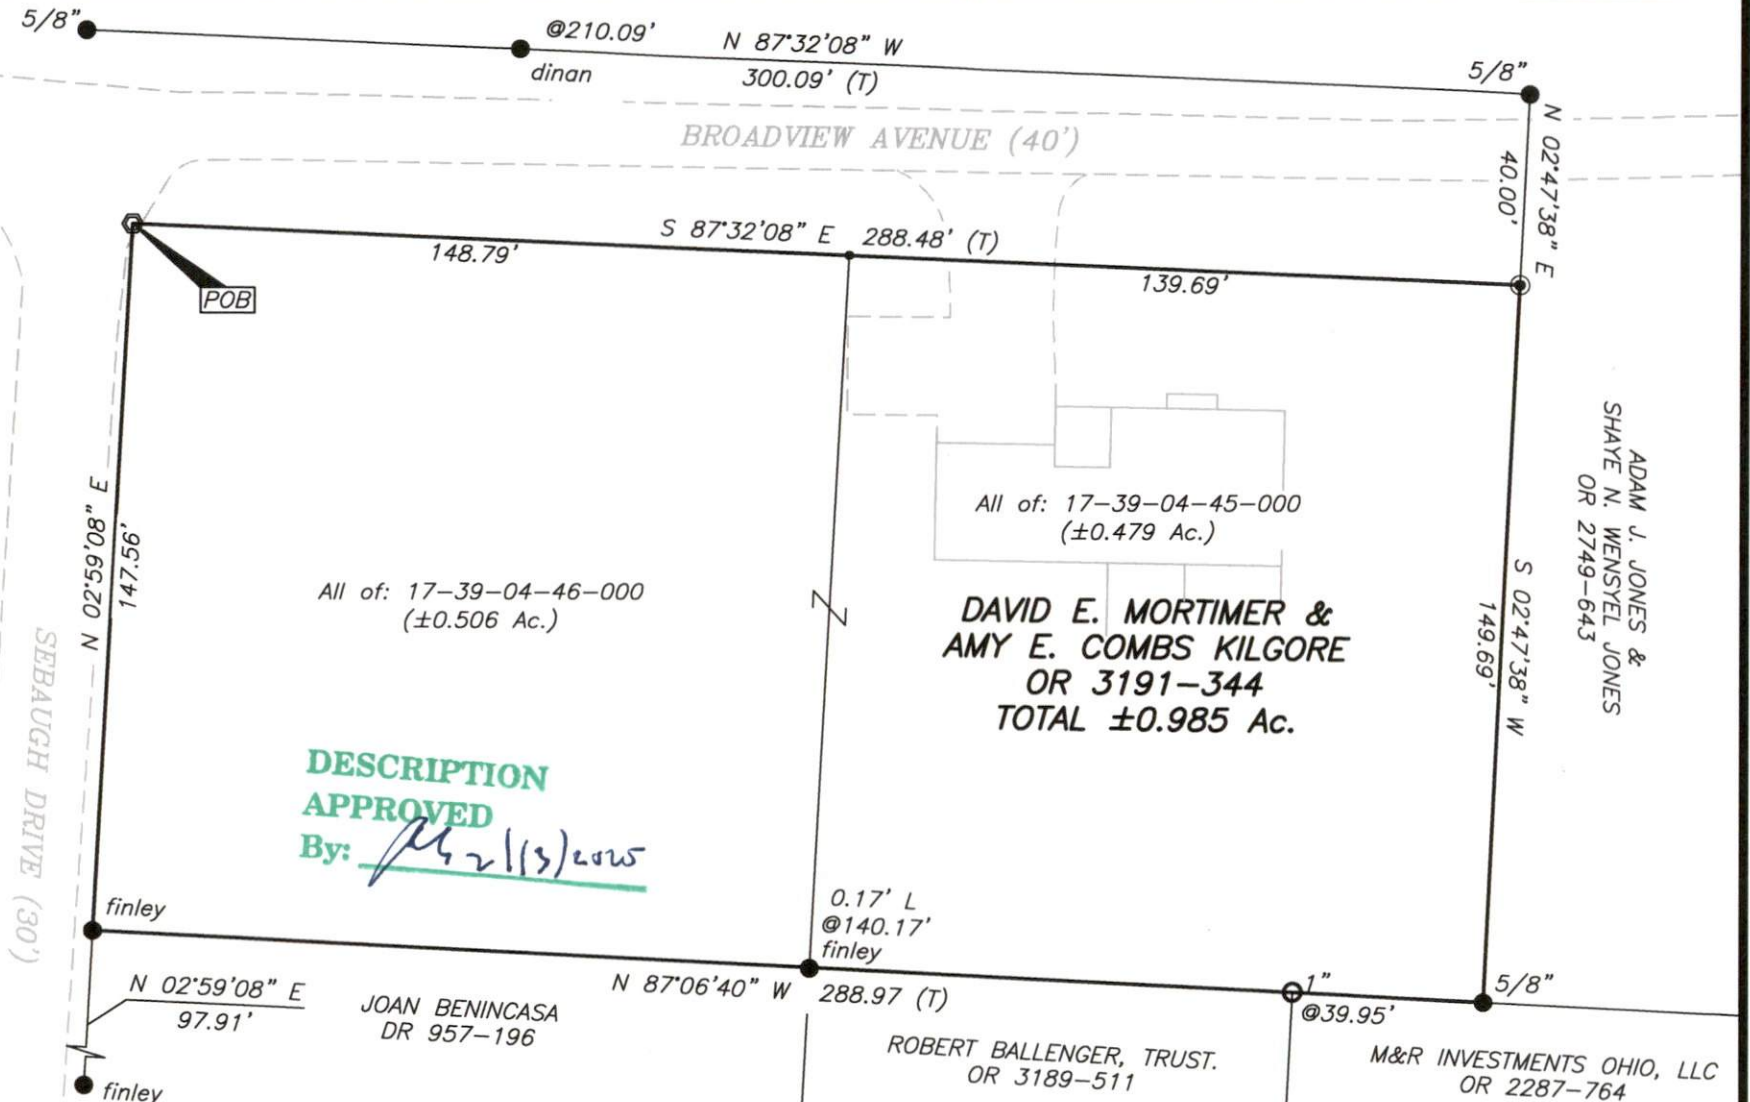 5/8"
@210.09'
dinan
N 87°32'08" W
300.09' (T)
5/8"
N 02°47'38" E
40.00'
BROADVIEW AVENUE (40')
S 87°32'08" E 288.48' (T)
148.79'
139.69'
POB
N 02°59'08" E
147.56'
All of: 17-39-04-46-000
(±0.506 Ac.)
All of: 17-39-04-45-000
(±0.479 Ac.)
DAVID E. MORTIMER &
AMY E. COMBS KILGORE
OR 3191-344
TOTAL ±0.985 Ac.
S 02°47'38" W
149.69'
ADAM J. JONES &
SHAYE N. WENSYEL JONES
OR 2749-643
SEBAUGH DRIVE (30')
DESCRIPTION
APPROVED
By:
finley
0.17' L
@140.17'
finley
N 87°06'40" W 288.97 (T)
1"
@39.95'
5/8"
N 02°59'08" E
97.91'
JOAN BENINCASA
DR 957-196
ROBERT BALLENGER, TRUST.
OR 3189-511
M&R INVESTMENTS OHIO, LLC
OR 2287-764
finley